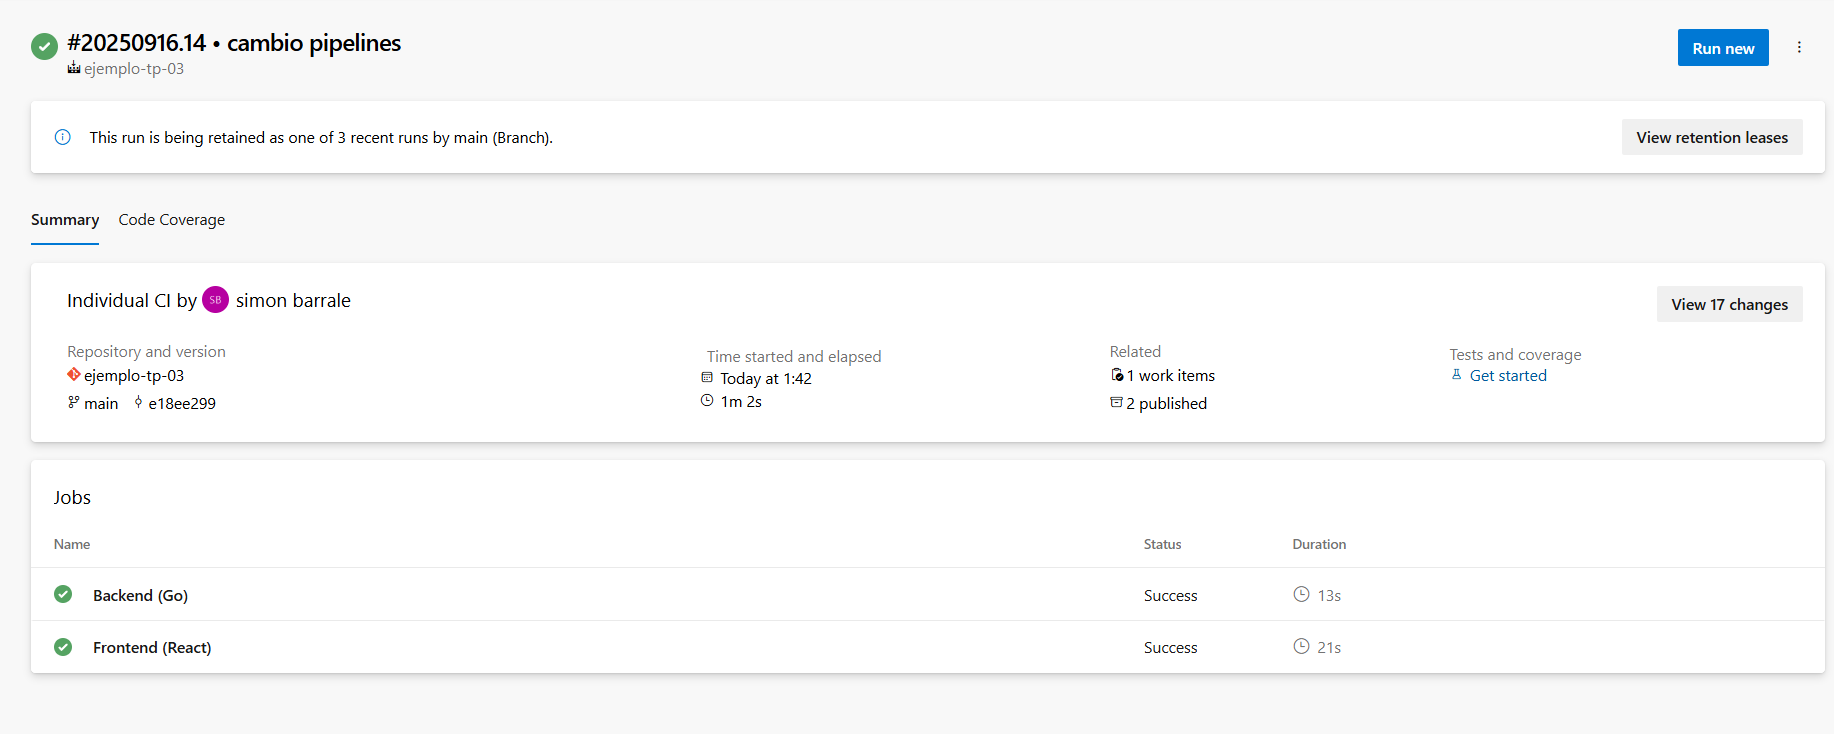 #20250916.14 • cambio pipelines
ejemplo-tp-03
Run new
This run is being retained as one of 3 recent runs by main (Branch).
View retention leases
Summary
Code Coverage
Individual CI by SB simon barrale
View 17 changes
Repository and version
ejemplo-tp-03
main e18ee299
Time started and elapsed
Today at 1:42
1m 2s
Related
1 work items
2 published
Tests and coverage
Get started
Jobs
Name Status Duration
Backend (Go) Success 13s
Frontend (React) Success 21s